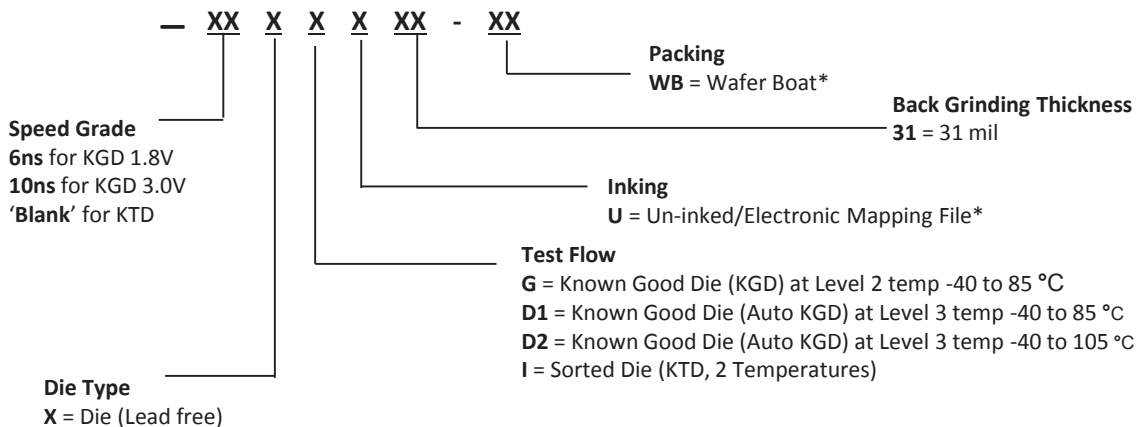 — XX X X X XX - XX
Packing
WB = Wafer Boat*
Back Grinding Thickness
31 = 31 mil
Speed Grade
6ns for KGD 1.8V
10ns for KGD 3.0V
‘Blank’ for KTD
Inking
U = Un-inked/Electronic Mapping File*
Test Flow
G = Known Good Die (KGD) at Level 2 temp -40 to 85 °C
D1 = Known Good Die (Auto KGD) at Level 3 temp -40 to 85 °C
D2 = Known Good Die (Auto KGD) at Level 3 temp -40 to 105 °C
I = Sorted Die (KTD, 2 Temperatures)
Die Type
X = Die (Lead free)